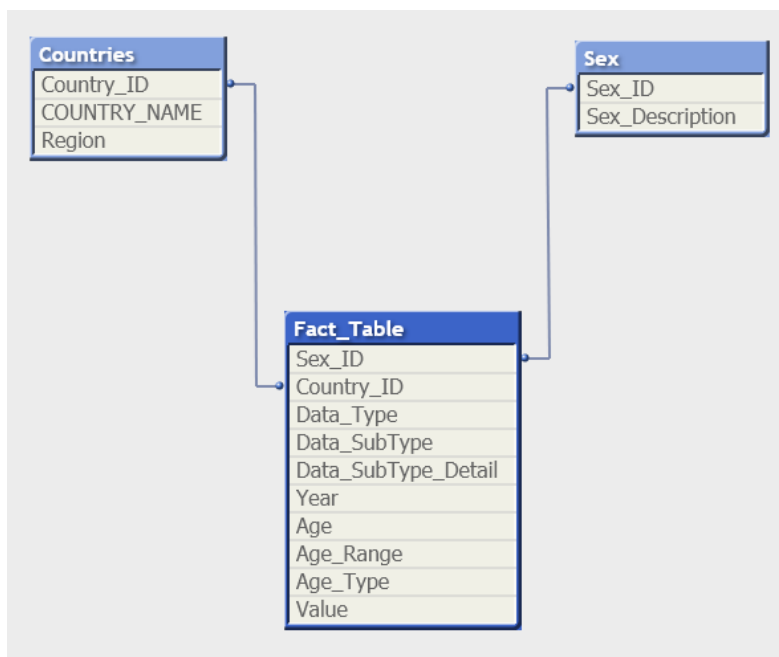 Countries
Country_ID
COUNTRY_NAME
Region
Sex
Sex_ID
Sex_Description
Fact_Table
Sex_ID
Country_ID
Data_Type
Data_SubType
Data_SubType_Detail
Year
Age
Age_Range
Age_Type
Value